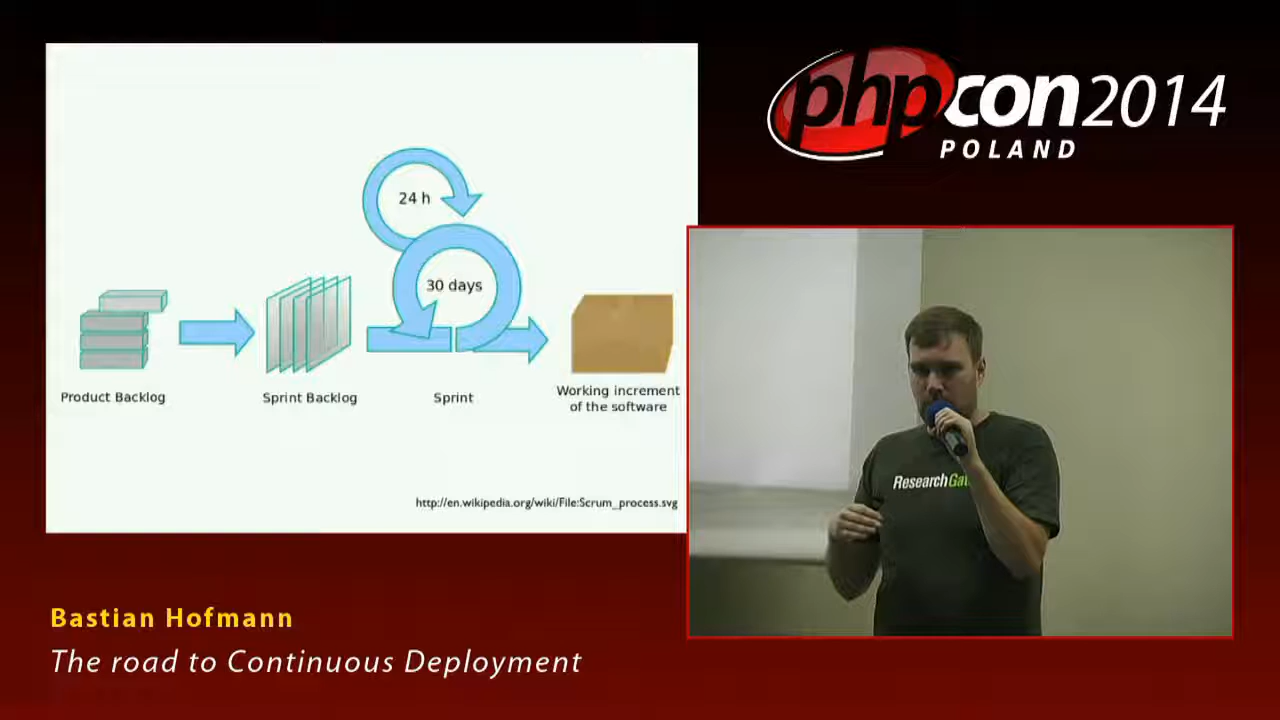 phpcon2014
POLAND
24 h
30 days
Product Backlog
Sprint Backlog
Sprint
Working increment
of the software
http://en.wikipedia.org/wiki/File:Scrum_process.svg
ResearchGa
Bastian Hofmann
The road to Continuous Deployment